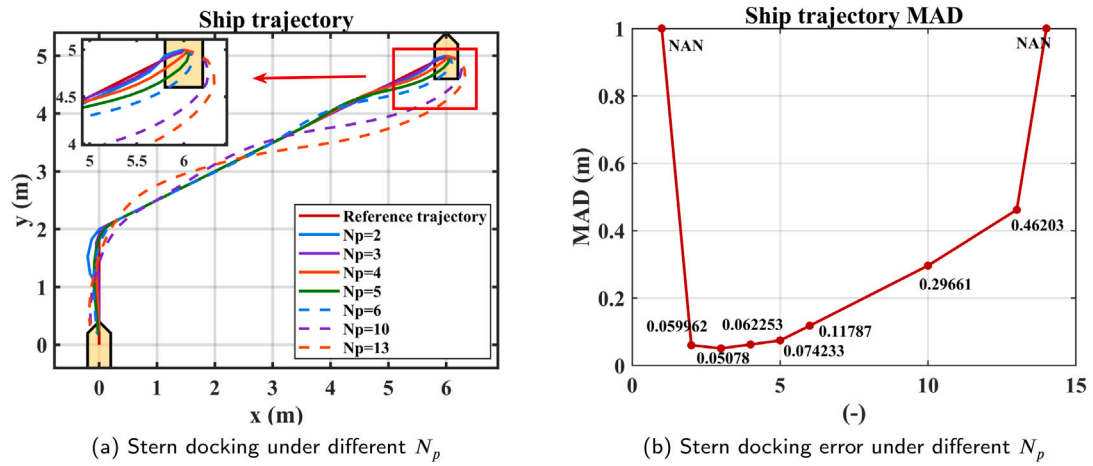 Ship trajectory
5
4
3
2
1
0
y (m)
0 1 2 3 4 5 6
x (m)
5
4.5
4
5 5.5 6
Reference trajectory
Np=2
Np=3
Np=4
Np=5
Np=6
Np=10
Np=13
(a) Stern docking under different N_p
Ship trajectory MAD
1
0.8
0.6
0.4
0.2
0
MAD (m)
0 5 10 15
(-)
NAN
NAN
0.059962
0.05078
0.062253
0.074233
0.11787
0.29661
0.46203
(b) Stern docking error under different N_p